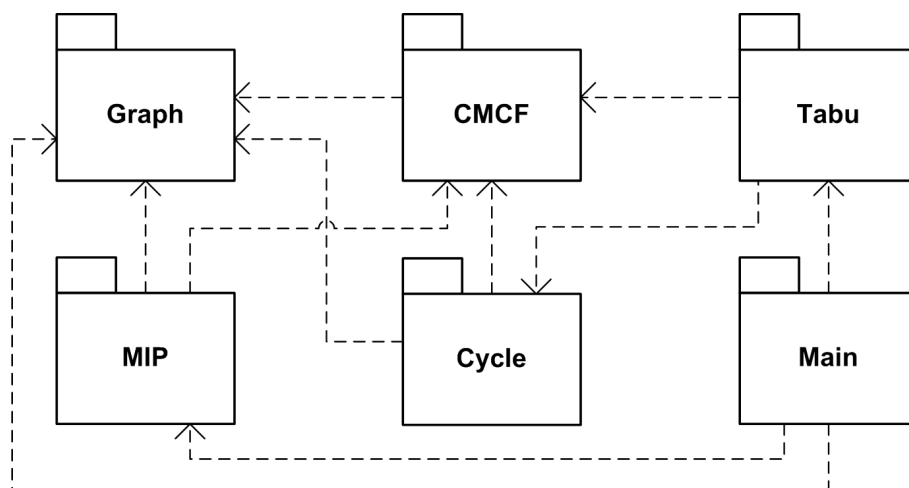 Graph
CMCF
Tabu
MIP
Cycle
Main